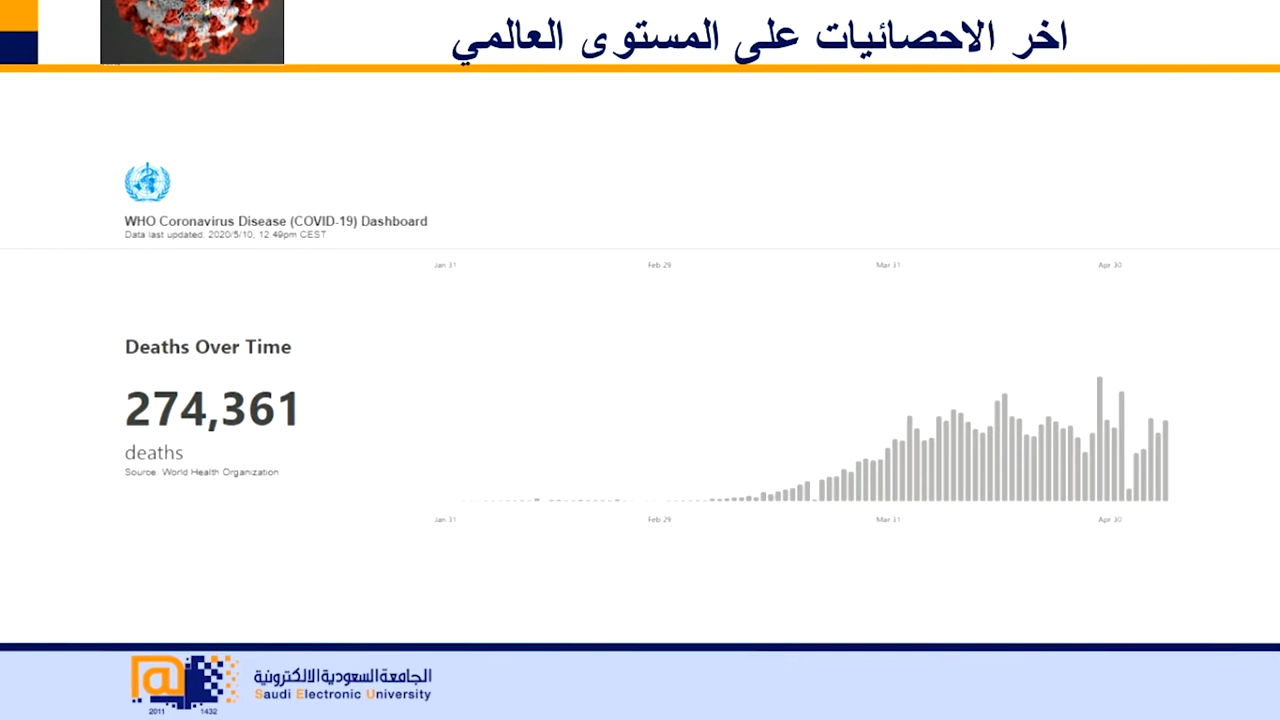 اخر الاحصائيات على المستوى العالمي
WHO Coronavirus Disease (COVID-19) Dashboard
Data last updated: 2020/5/10, 12:49pm CEST
Jan 31 Feb 29 Mar 31 Apr 30
Deaths Over Time
274,361
deaths
Source: World Health Organization
Jan 31 Feb 29 Mar 31 Apr 30
الجامعة السعودية الالكترونية
Saudi Electronic University
2011 1432